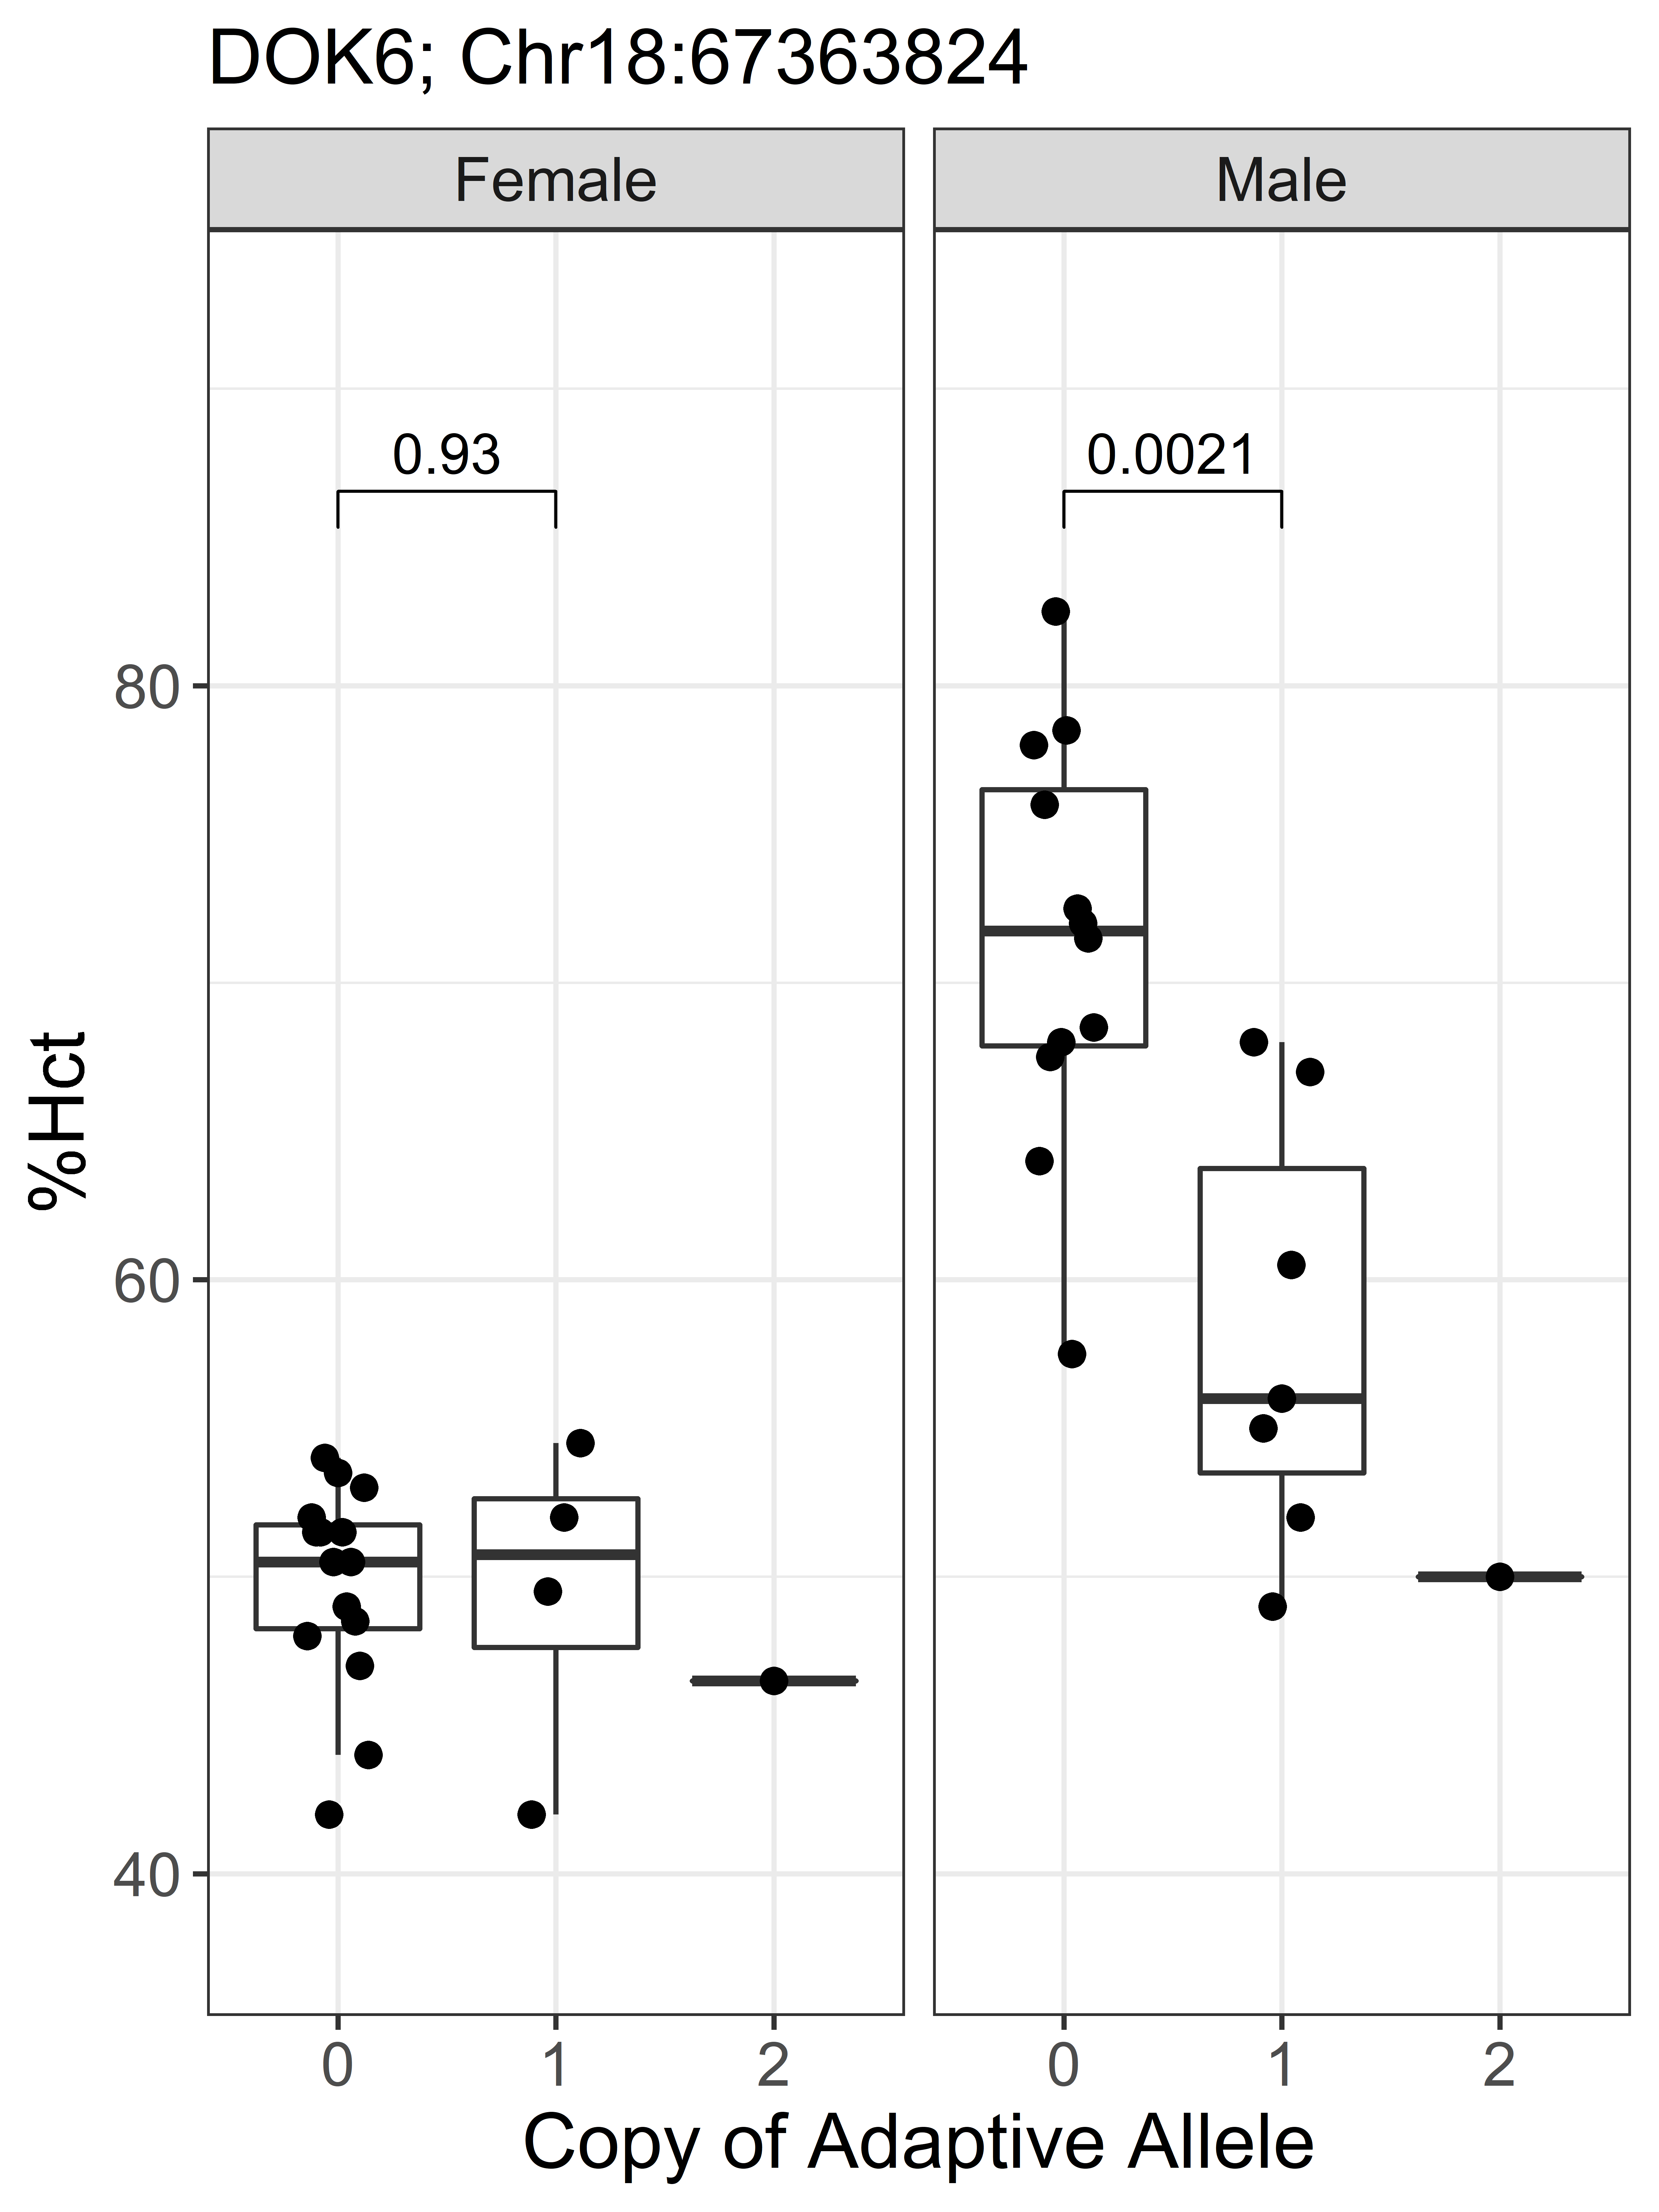 DOK6; Chr18:67363824
Female
Male
0.93
0.0021
80
60
40
%Hct
0 1 2
0 1 2
Copy of Adaptive Allele